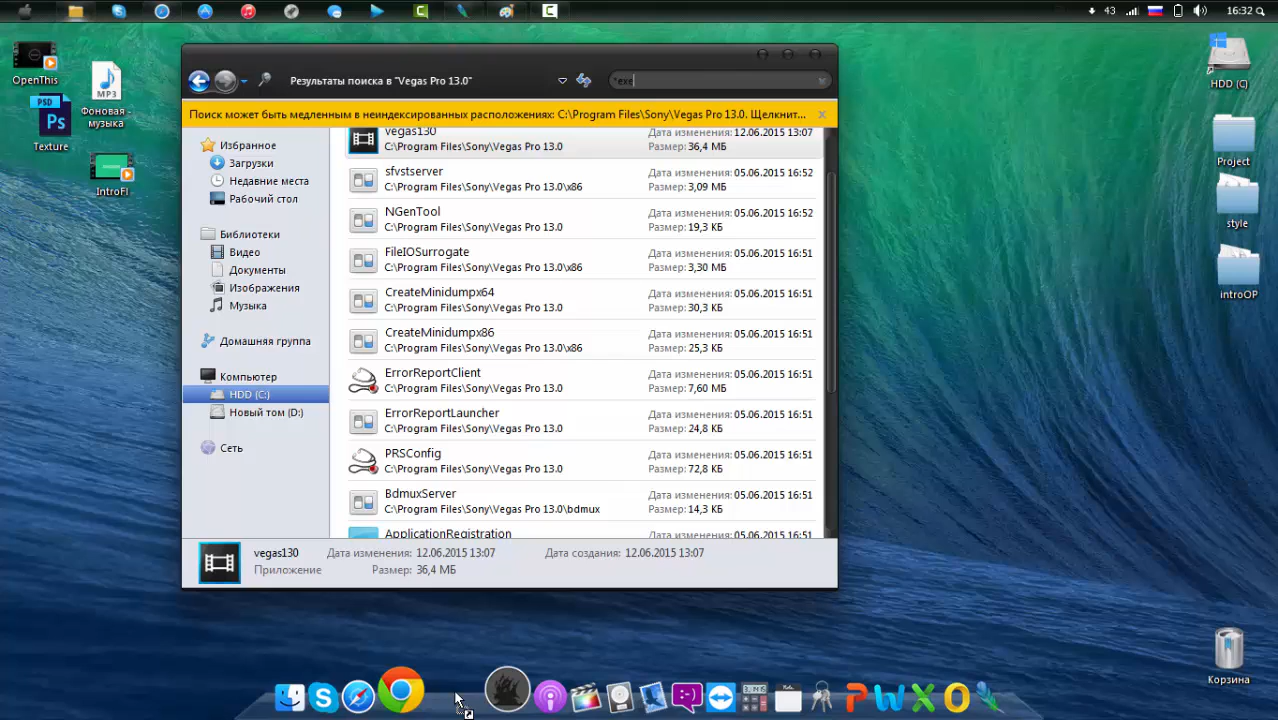 43
16:32
OpenThis
Фоновая - музыка
PSD
Ps
Texture
MP3
IntroFI
HDD (C)
Project
style
introOP
Корзина
Результаты поиска в "Vegas Pro 13.0"
*exe
Поиск может быть медленным в неиндексированных расположениях: C:\Program Files\Sony\Vegas Pro 13.0. Щелкнит...
Избранное
Загрузки
Недавние места
Рабочий стол
Библиотеки
Видео
Документы
Изображения
Музыка
Домашняя группа
Компьютер
HDD (C:)
Новый том (D:)
Сеть
vegas130 Дата изменения: 12.06.2015 13:07
C:\Program Files\Sony\Vegas Pro 13.0 Размер: 36,4 МБ
sfvstserver Дата изменения: 05.06.2015 16:52
C:\Program Files\Sony\Vegas Pro 13.0\x86 Размер: 3,09 МБ
NGenTool Дата изменения: 05.06.2015 16:52
C:\Program Files\Sony\Vegas Pro 13.0 Размер: 19,3 КБ
FileIOSurrogate Дата изменения: 05.06.2015 16:51
C:\Program Files\Sony\Vegas Pro 13.0\x86 Размер: 3,30 МБ
CreateMinidumpx64 Дата изменения: 05.06.2015 16:51
C:\Program Files\Sony\Vegas Pro 13.0 Размер: 30,3 КБ
CreateMinidumpx86 Дата изменения: 05.06.2015 16:51
C:\Program Files\Sony\Vegas Pro 13.0\x86 Размер: 25,3 КБ
ErrorReportClient Дата изменения: 05.06.2015 16:51
C:\Program Files\Sony\Vegas Pro 13.0 Размер: 7,60 МБ
ErrorReportLauncher Дата изменения: 05.06.2015 16:51
C:\Program Files\Sony\Vegas Pro 13.0 Размер: 24,8 КБ
PRSConfig Дата изменения: 05.06.2015 16:51
C:\Program Files\Sony\Vegas Pro 13.0 Размер: 72,8 КБ
BdmuxServer Дата изменения: 05.06.2015 16:51
C:\Program Files\Sony\Vegas Pro 13.0\bdmux Размер: 14,3 КБ
ApplicationRegistration Дата изменения: 05.06.2015 16:51
vegas130 Дата изменения: 12.06.2015 13:07 Дата создания: 12.06.2015 13:07
Приложение Размер: 36,4 МБ